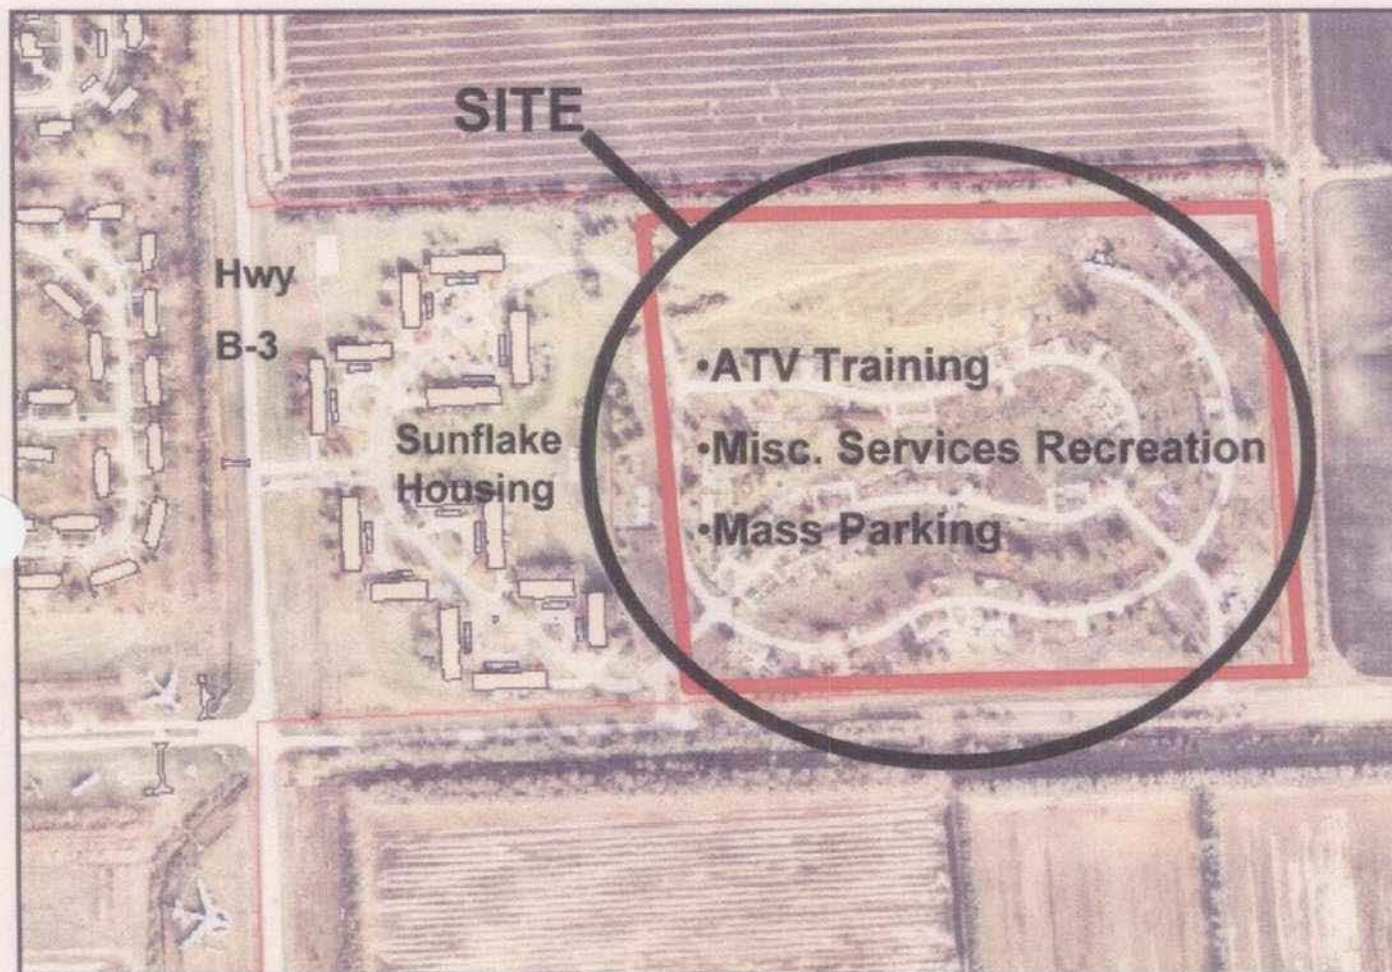 SITE
Hwy
B-3
•ATV Training
Sunflake
Housing
•Misc. Services Recreation
•Mass Parking